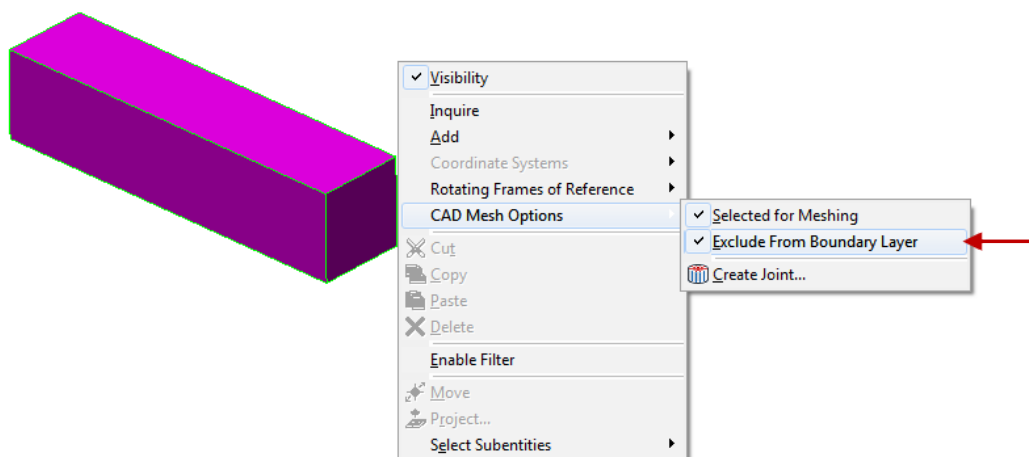 Visibility
Inquire
Add
Coordinate Systems
Rotating Frames of Reference
CAD Mesh Options
Selected for Meshing
Exclude From Boundary Layer
Create Joint...
Cut
Copy
Paste
Delete
Enable Filter
Move
Project...
Select Subentities